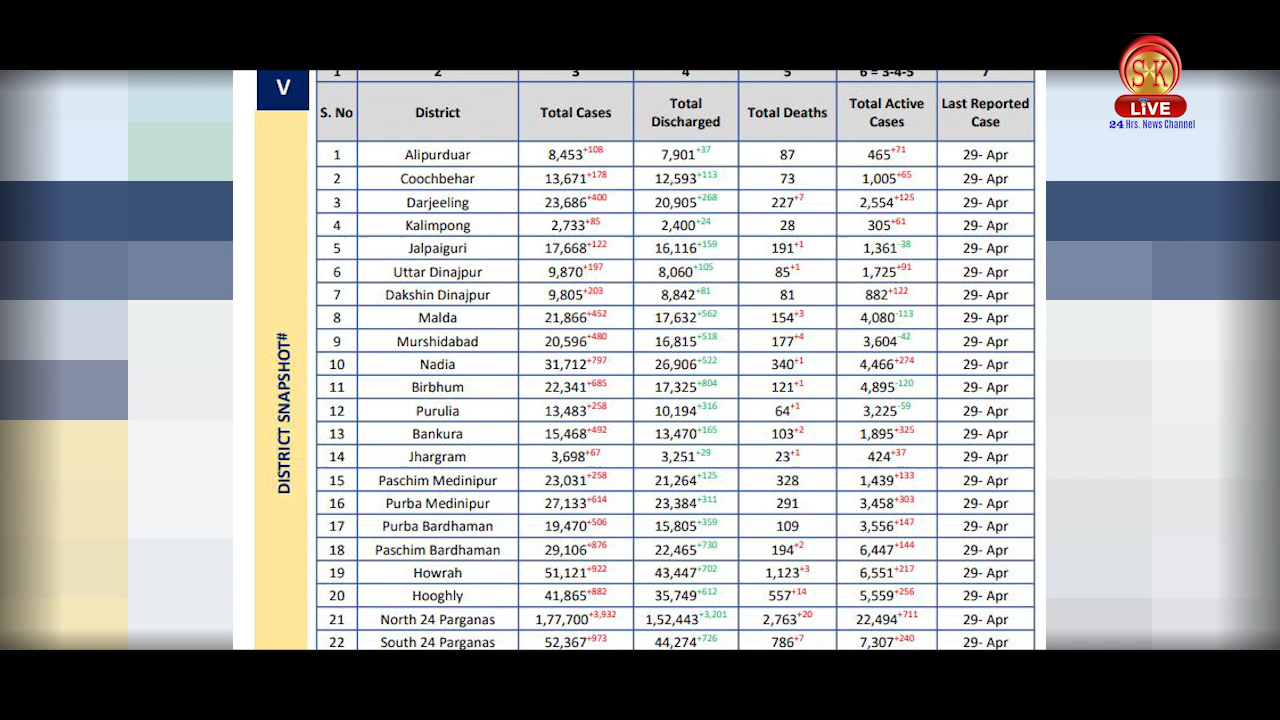 V
1 2 3 4 5 6 = 3-4-5 7
S. No District Total Cases Total Discharged Total Deaths Total Active Cases Last Reported Case
1 Alipurduar 8,453+108 7,901+37 87 465+71 29- Apr
2 Coochbehar 13,671+178 12,593+113 73 1,005+65 29- Apr
3 Darjeeling 23,686+400 20,905+268 227+7 2,554+125 29- Apr
4 Kalimpong 2,733+85 2,400+24 28 305+61 29- Apr
5 Jalpaiguri 17,668+122 16,116+159 191+1 1,361-38 29- Apr
6 Uttar Dinajpur 9,870+197 8,060+105 85+1 1,725+91 29- Apr
7 Dakshin Dinajpur 9,805+203 8,842+81 81 882+122 29- Apr
8 Malda 21,866+452 17,632+562 154+3 4,080-113 29- Apr
9 Murshidabad 20,596+480 16,815+518 177+4 3,604-42 29- Apr
10 Nadia 31,712+797 26,906+522 340+1 4,466+274 29- Apr
11 Birbhum 22,341+685 17,325+804 121+1 4,895-120 29- Apr
12 Purulia 13,483+258 10,194+316 64+1 3,225-59 29- Apr
13 Bankura 15,468+492 13,470+165 103+2 1,895+325 29- Apr
14 Jhargram 3,698+67 3,251+29 23+1 424+37 29- Apr
15 Paschim Medinipur 23,031+258 21,264+125 328 1,439+133 29- Apr
16 Purba Medinipur 27,133+614 23,384+311 291 3,458+303 29- Apr
17 Purba Bardhaman 19,470+506 15,805+359 109 3,556+147 29- Apr
18 Paschim Bardhaman 29,106+876 22,465+730 194+2 6,447+144 29- Apr
19 Howrah 51,121+922 43,447+702 1,123+3 6,551+217 29- Apr
20 Hooghly 41,865+882 35,749+612 557+14 5,559+256 29- Apr
21 North 24 Parganas 1,77,700+3,932 1,52,443+3,201 2,763+20 22,494+711 29- Apr
22 South 24 Parganas 52,367+973 44,274+726 786+7 7,307+240 29- Apr
DISTRICT SNAPSHOT#
SK
LIVE
24 Hrs. News Channel